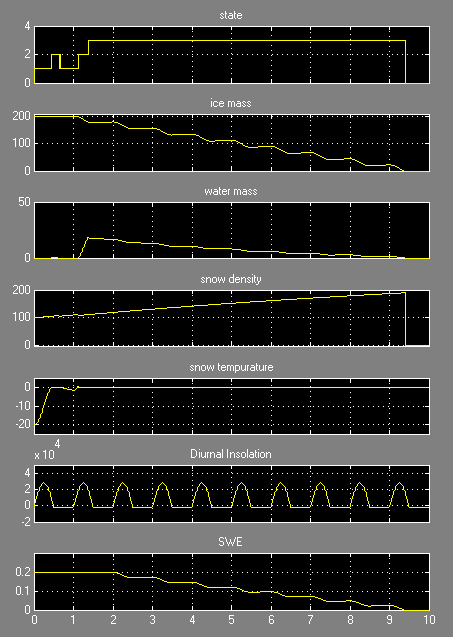 state
4
2
0
ice mass
200
100
0
water mass
50
0
snow density
200
100
0
snow tempurature
0
-10
-20
x 10^4
Diurnal Insolation
4
2
0
-2
SWE
0.2
0.1
0
0 1 2 3 4 5 6 7 8 9 10